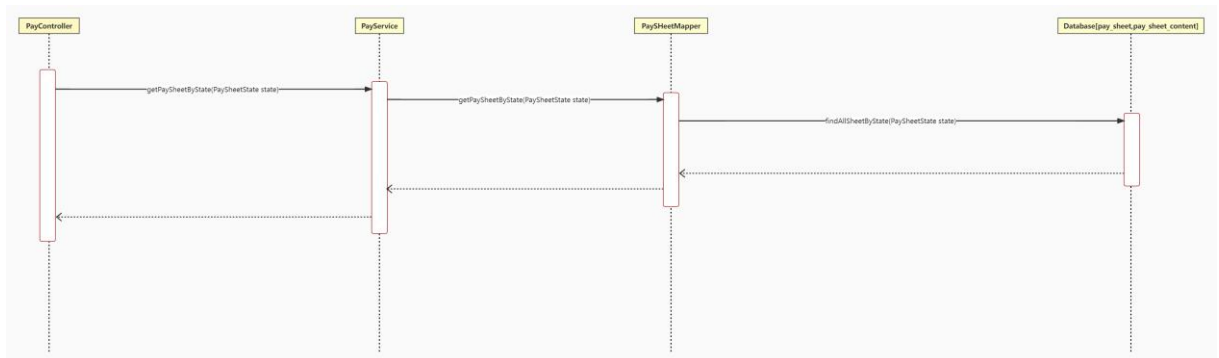 PayController
PayService
PaySHeetMapper
Database[pay_sheet,pay_sheet_content]
getPaySheetByState(PaySheetState state)
getPaySheetByState(PaySheetState state)
findAllSheetByState(PaySheetState state)